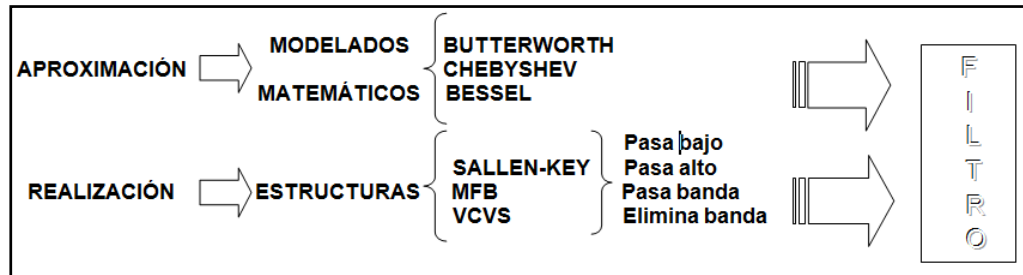 APROXIMACIÓN
MODELADOS
MATEMÁTICOS
BUTTERWORTH
CHEBYSHEV
BESSEL
REALIZACIÓN
ESTRUCTURAS
SALLEN-KEY
MFB
VCVS
Pasa bajo
Pasa alto
Pasa banda
Elimina banda
F
I
L
T
R
O